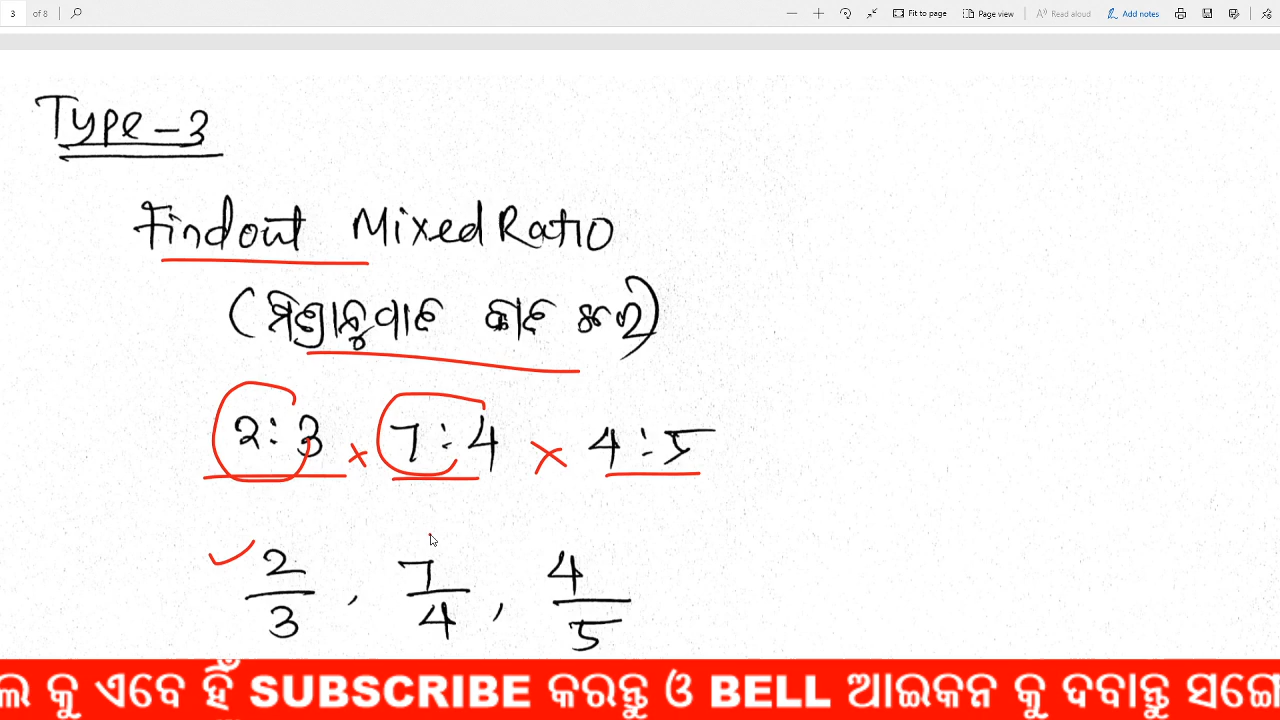 3 of 8 Fit to page Page view Read aloud Add notes
Type-3
Findout Mixed Ratio
(ମିଶ୍ରାନୁପାତ ଜ୍ଞାତ କର)
2:3 × 7:4 × 4:5
2/3, 7/4, 4/5
ଲ କୁ ଏବେ ହିଁ SUBSCRIBE କରନ୍ତୁ ଓ BELL ଆଇକନ କୁ ଦବାନ୍ତୁ ସଙ୍ଗେ